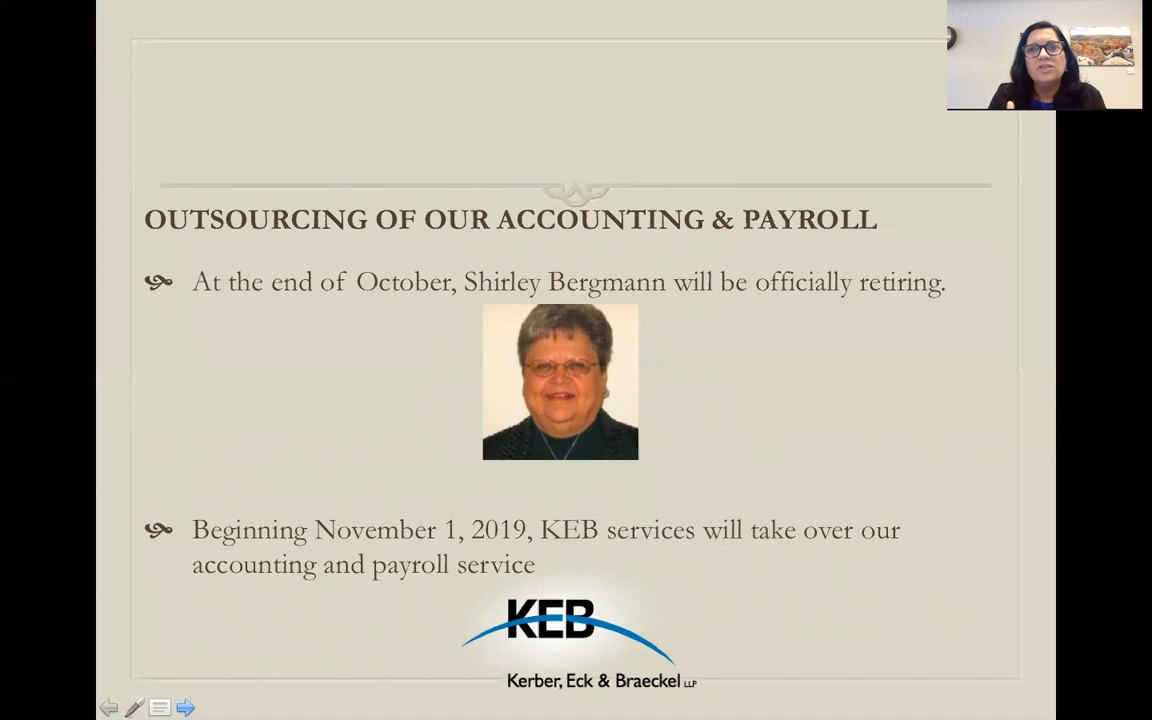 OUTSOURCING OF OUR ACCOUNTING & PAYROLL
At the end of October, Shirley Bergmann will be officially retiring.
Beginning November 1, 2019, KEB services will take over our
accounting and payroll service
KEB
Kerber, Eck & Braeckel LLP